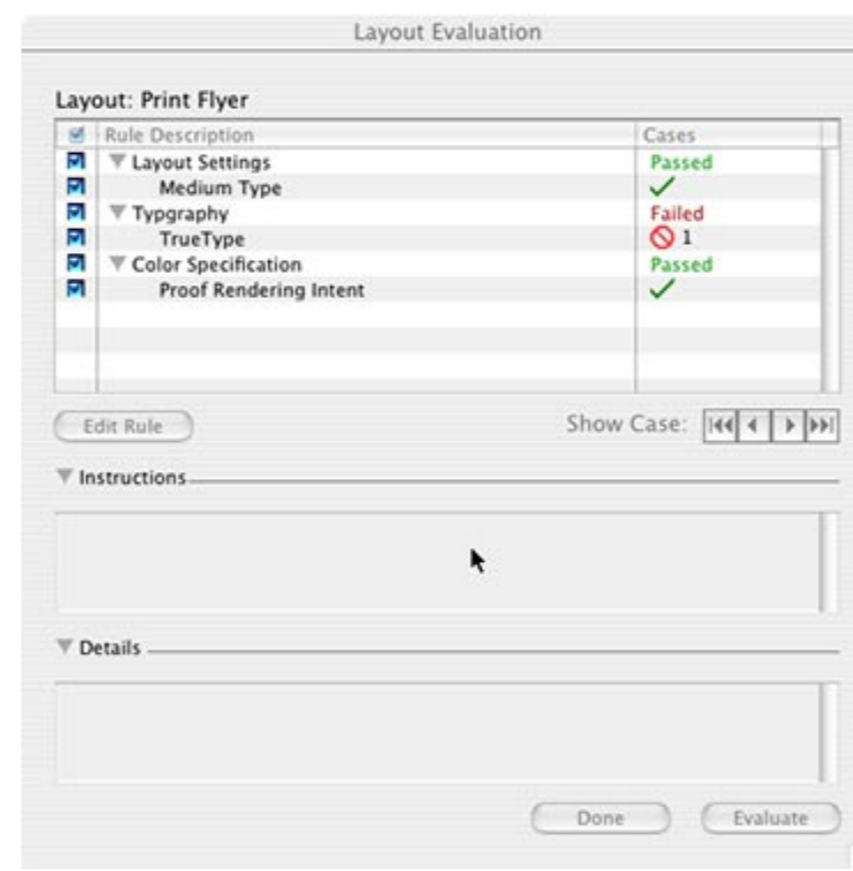 Layout Evaluation
Layout: Print Flyer
Rule Description Cases
Layout Settings Passed
Medium Type
Typgraphy Failed
TrueType 1
Color Specification Passed
Proof Rendering Intent
Edit Rule Show Case:
Instructions
Details
Done Evaluate